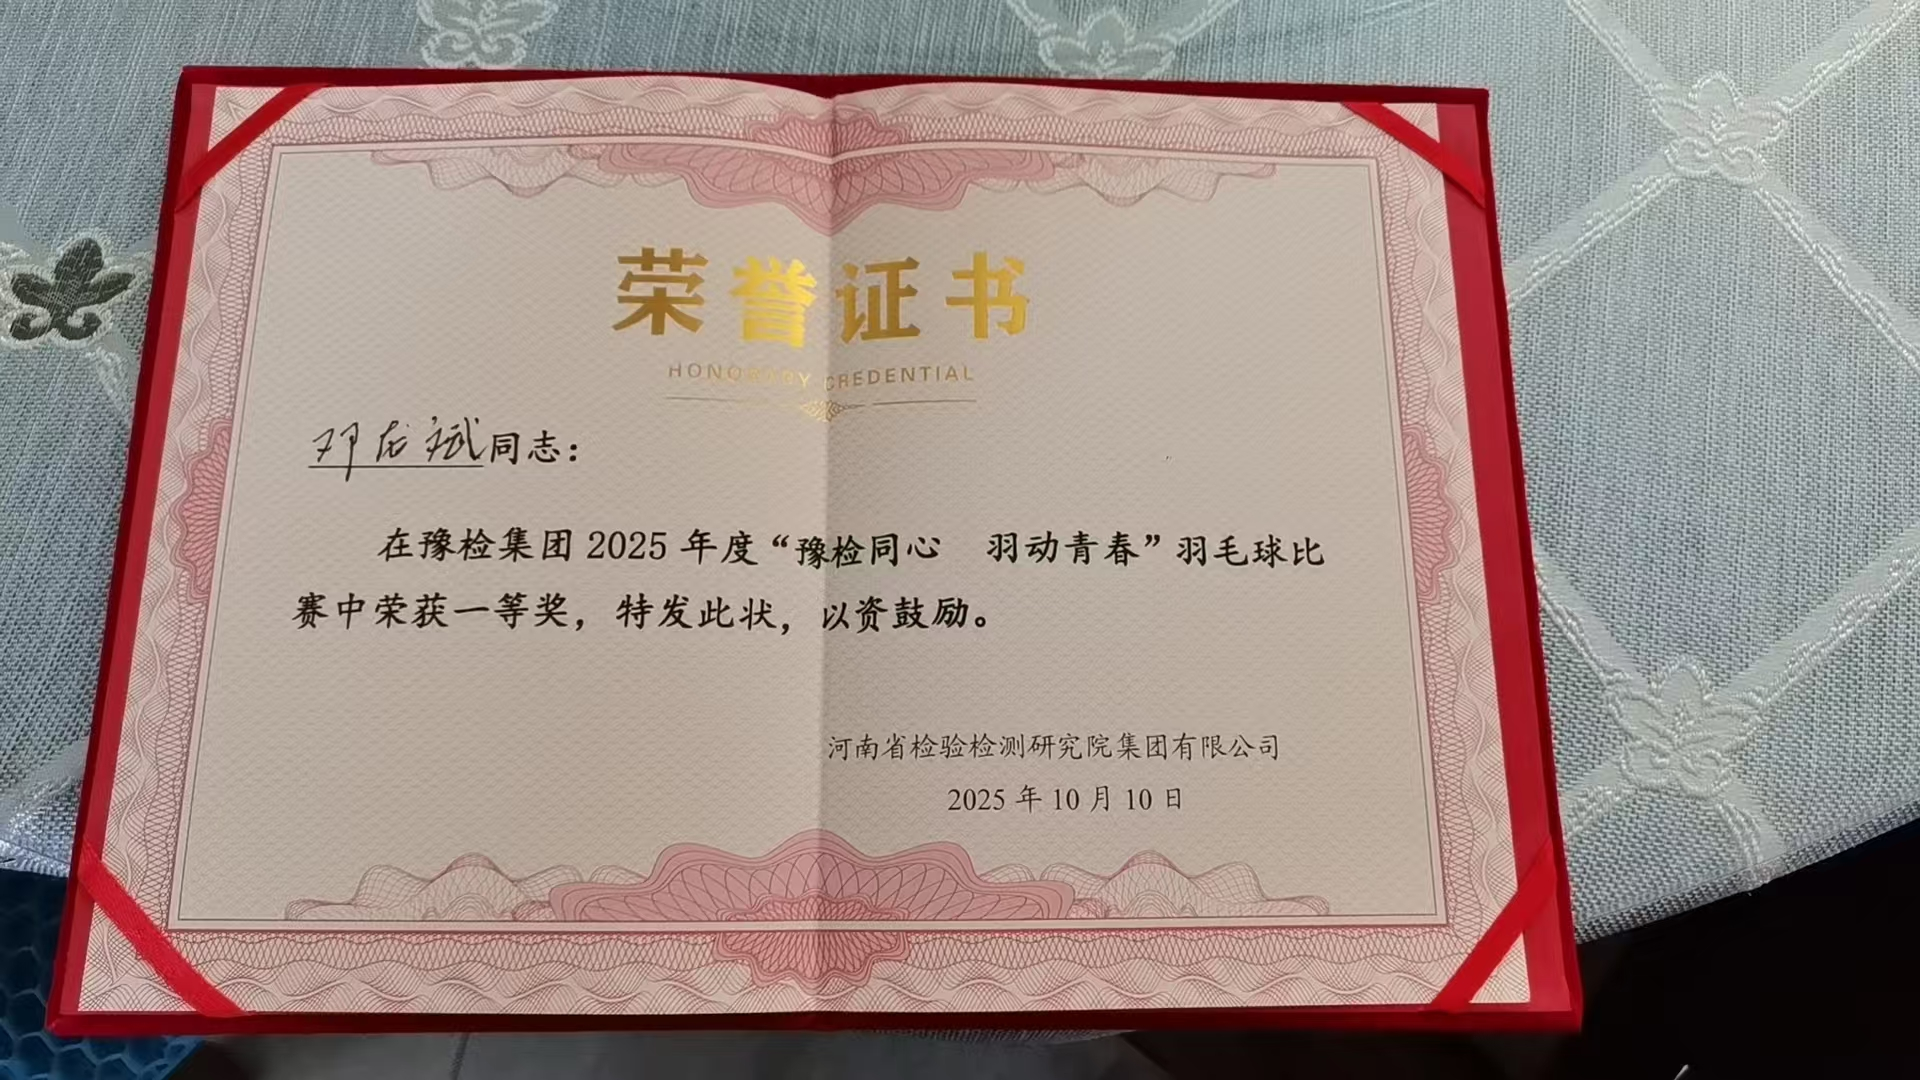 荣誉证书
HONORARY CREDENTIAL
邓龙斌同志：
在豫检集团2025年度“豫检同心 羽动青春”羽毛球比
赛中荣获一等奖，特发此状，以资鼓励。
河南省检验检测研究院集团有限公司
2025年10月10日